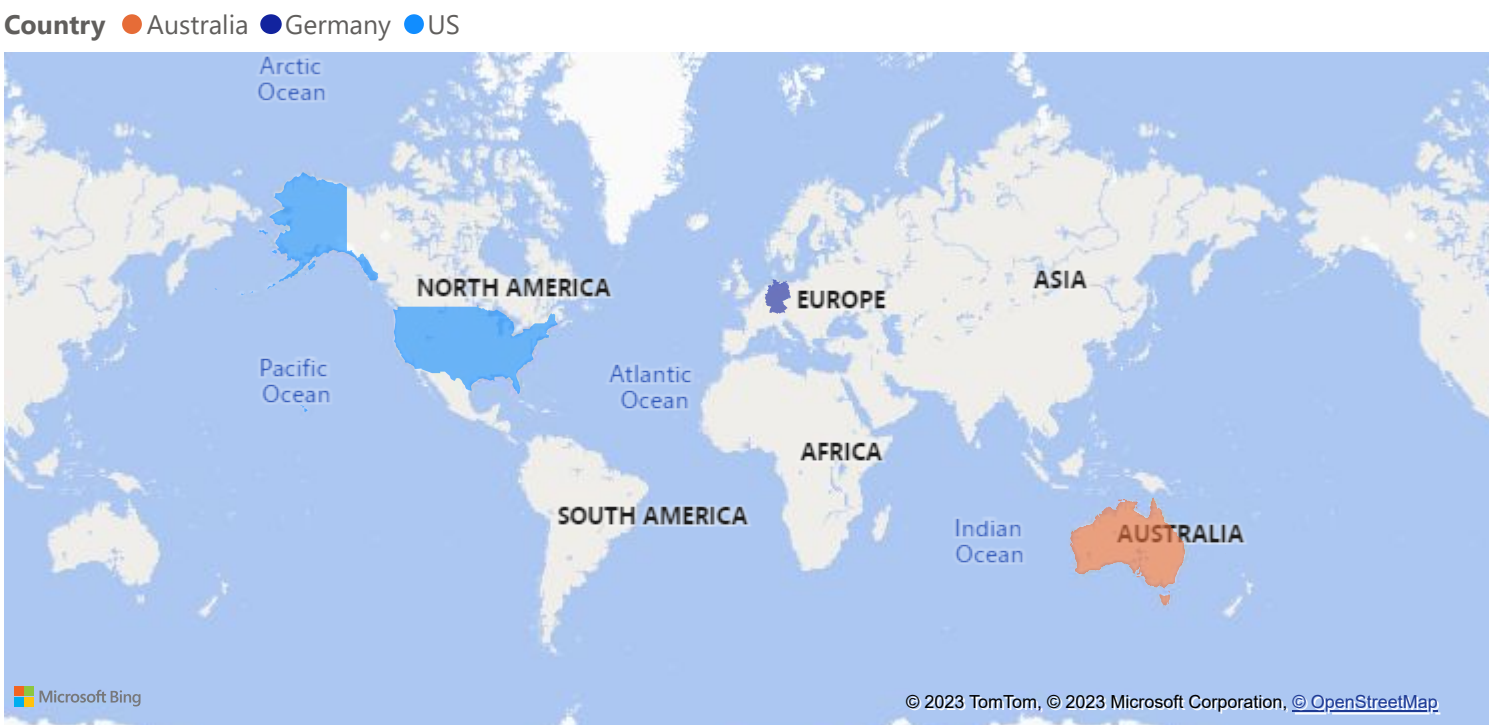 Country Australia Germany US
Arctic
Ocean
NORTH AMERICA
ASIA
EUROPE
Pacific
Ocean
Atlantic
Ocean
AFRICA
SOUTH AMERICA
Indian
Ocean
AUSTRALIA
Microsoft Bing
© 2023 TomTom, © 2023 Microsoft Corporation, © OpenStreetMap